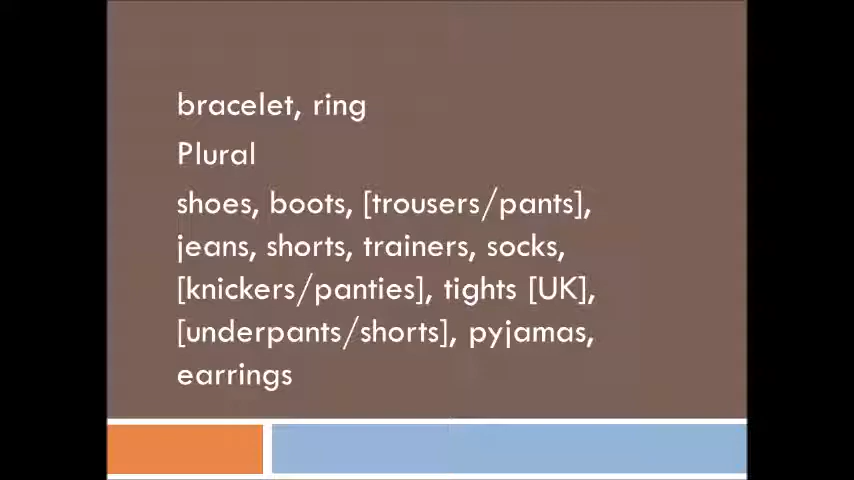 bracelet, ring
Plural
shoes, boots, [trousers/pants],
jeans, shorts, trainers, socks,
[knickers/panties], tights [UK],
[underpants/shorts], pyjamas,
earrings